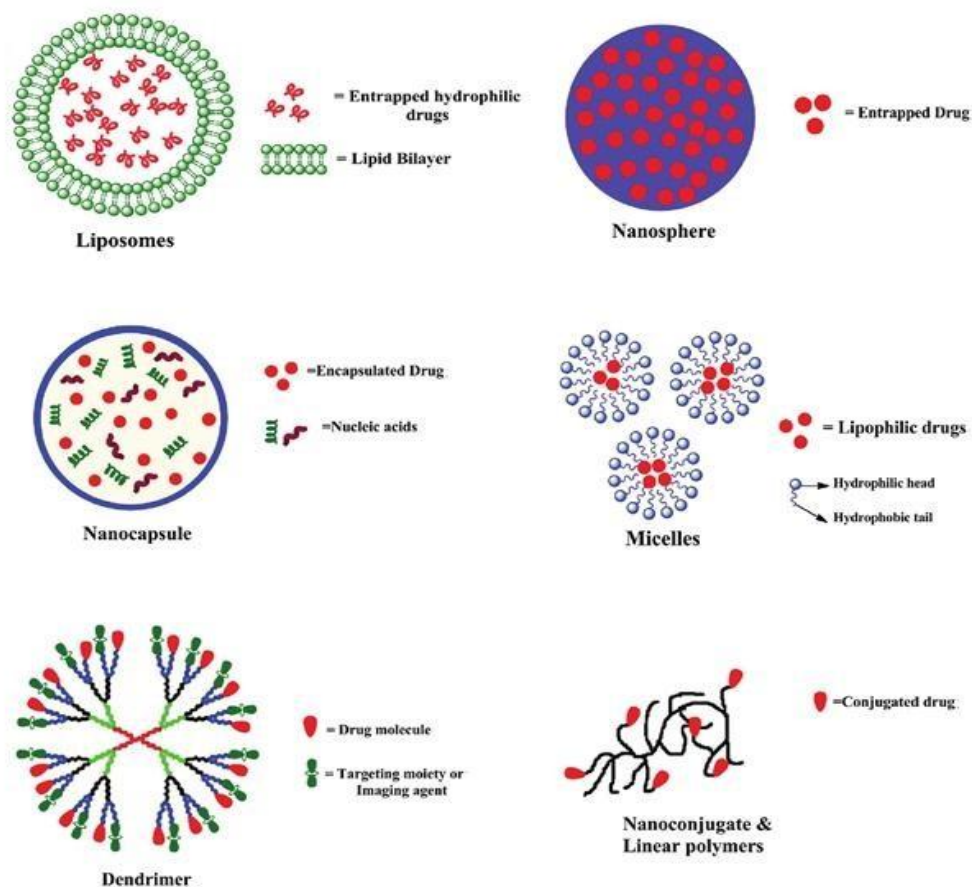 = Entrapped hydrophilic
drugs
= Lipid Bilayer
Liposomes
= Entrapped Drug
Nanosphere
=Encapsulated Drug
=Nucleic acids
Nanocapsule
= Lipophilic drugs
Hydrophilic head
Hydrophobic tail
Micelles
= Drug molecule
= Targeting moiety or
Imaging agent
Dendrimer
=Conjugated drug
Nanoconjugate &
Linear polymers